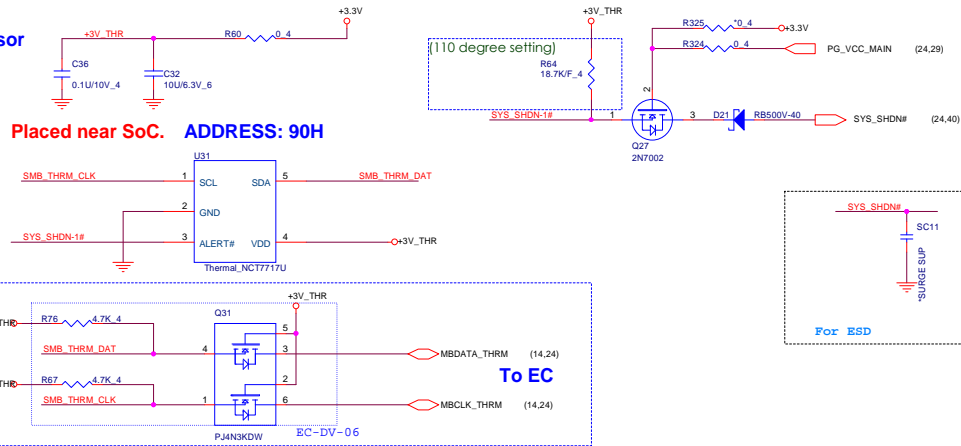 sor
+3.3V
+3V_THR
R60
0_4
C36
0.1U/10V_4
C32
10U/6.3V_6
+3V_THR
(110 degree setting)
R64
18.7K/F_4
R325
*0_4
+3.3V
R324
0_4
PG_VCC_MAIN
(24,29)
SYS_SHDN-1#
1
2
3
Q27
2N7002
D21
RB500V-40
SYS_SHDN#
(24,40)
Placed near SoC.
ADDRESS: 90H
U31
SMB_THRM_CLK
1
SCL
SDA
5
SMB_THRM_DAT
2
GND
SYS_SHDN-1#
3
ALERT#
VDD
4
+3V_THR
Thermal_NCT7717U
SYS_SHDN#
SC11
*SURGE SUP
For ESD
+3V_THR
THR
R76
4.7K_4
Q31
5
SMB_THRM_DAT
4
3
MBDATA_THRM
(14,24)
To EC
THR
R67
4.7K_4
2
SMB_THRM_CLK
1
6
MBCLK_THRM
(14,24)
PJ4N3KDW
EC-DV-06